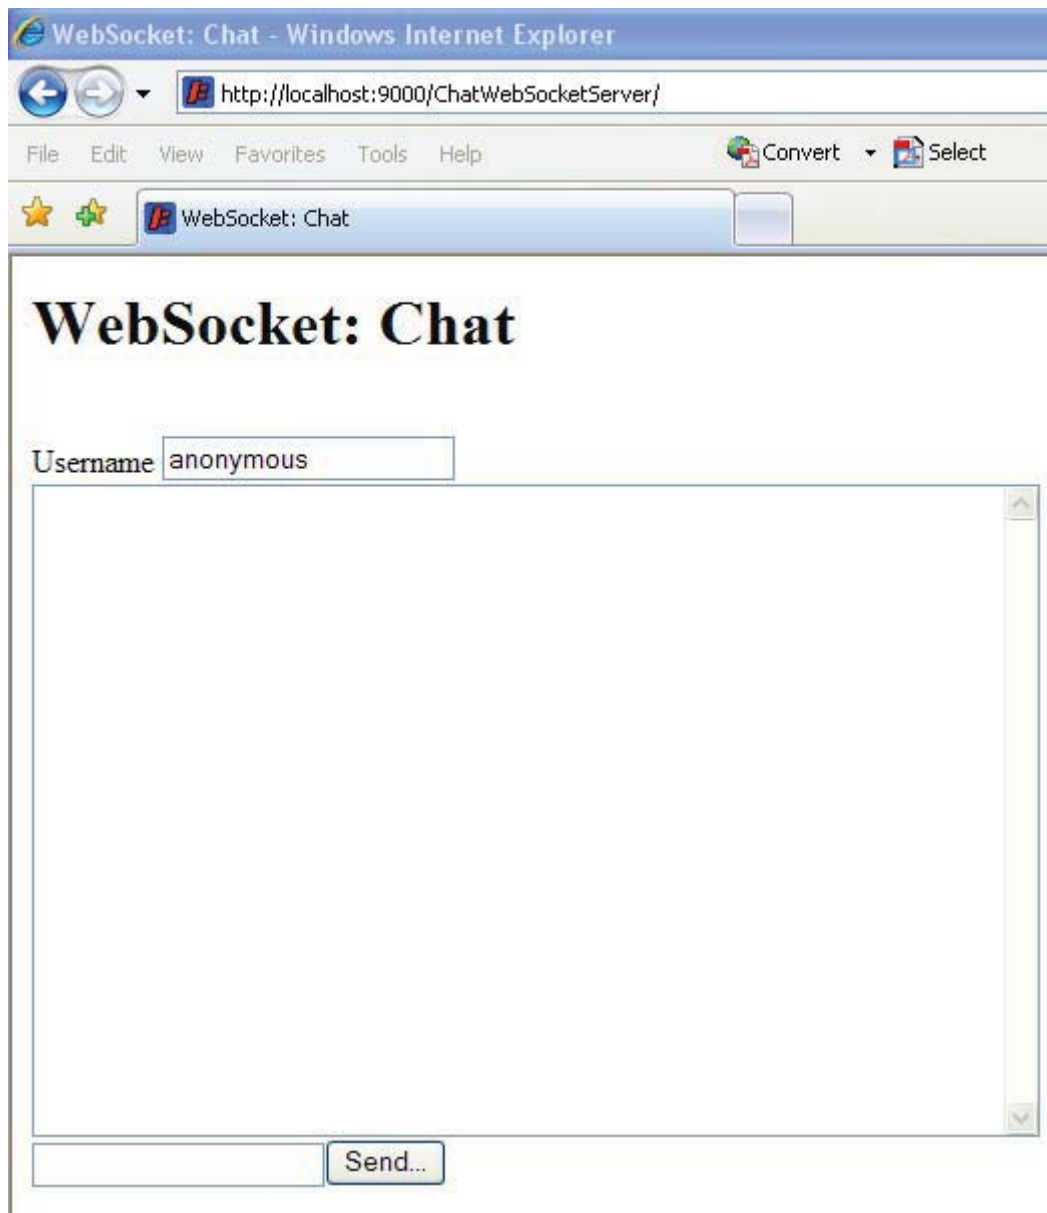 WebSocket: Chat - Windows Internet Explorer
http://localhost:9000/ChatWebSocketServer/
File Edit View Favorites Tools Help Convert Select
WebSocket: Chat
WebSocket: Chat
Username anonymous
Send...